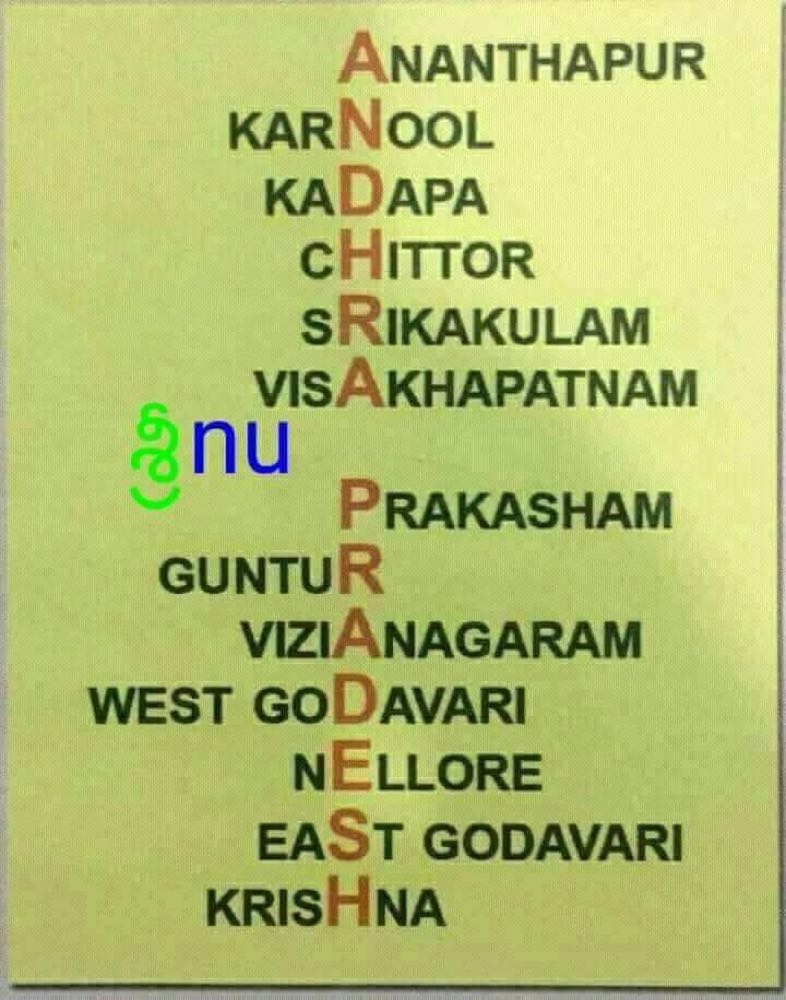 ANANTHAPUR
KARNOOL
KADAPA
CHITTOR
SRIKAKULAM
VISAKHAPATNAM
శ్రీnu
PRAKASHAM
GUNTUR
VIZIANAGARAM
WEST GODAVARI
NELLORE
EAST GODAVARI
KRISHNA